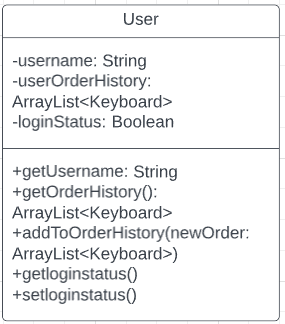 User
-username: String
-userOrderHistory:
ArrayList<Keyboard>
-loginStatus: Boolean
+getUsername: String
+getOrderHistory():
ArrayList<Keyboard>
+addToOrderHistory(newOrder:
ArrayList<Keyboard>)
+getloginstatus()
+setloginstatus()